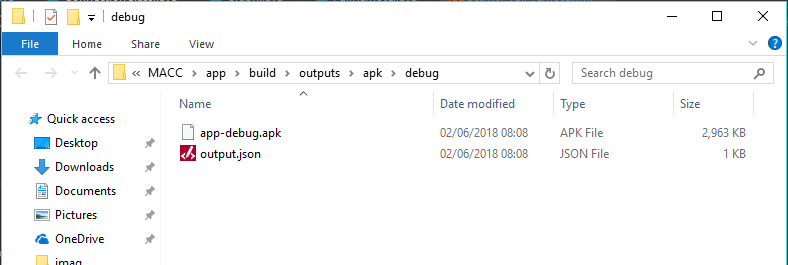 debug
File Home Share View
« MACC > app > build > outputs > apk > debug Search debug
Name Date modified Type Size
Quick access
app-debug.apk 02/06/2018 08:08 APK File 2,963 KB
Desktop
output.json 02/06/2018 08:08 JSON File 1 KB
Downloads
Documents
Pictures
OneDrive
imag